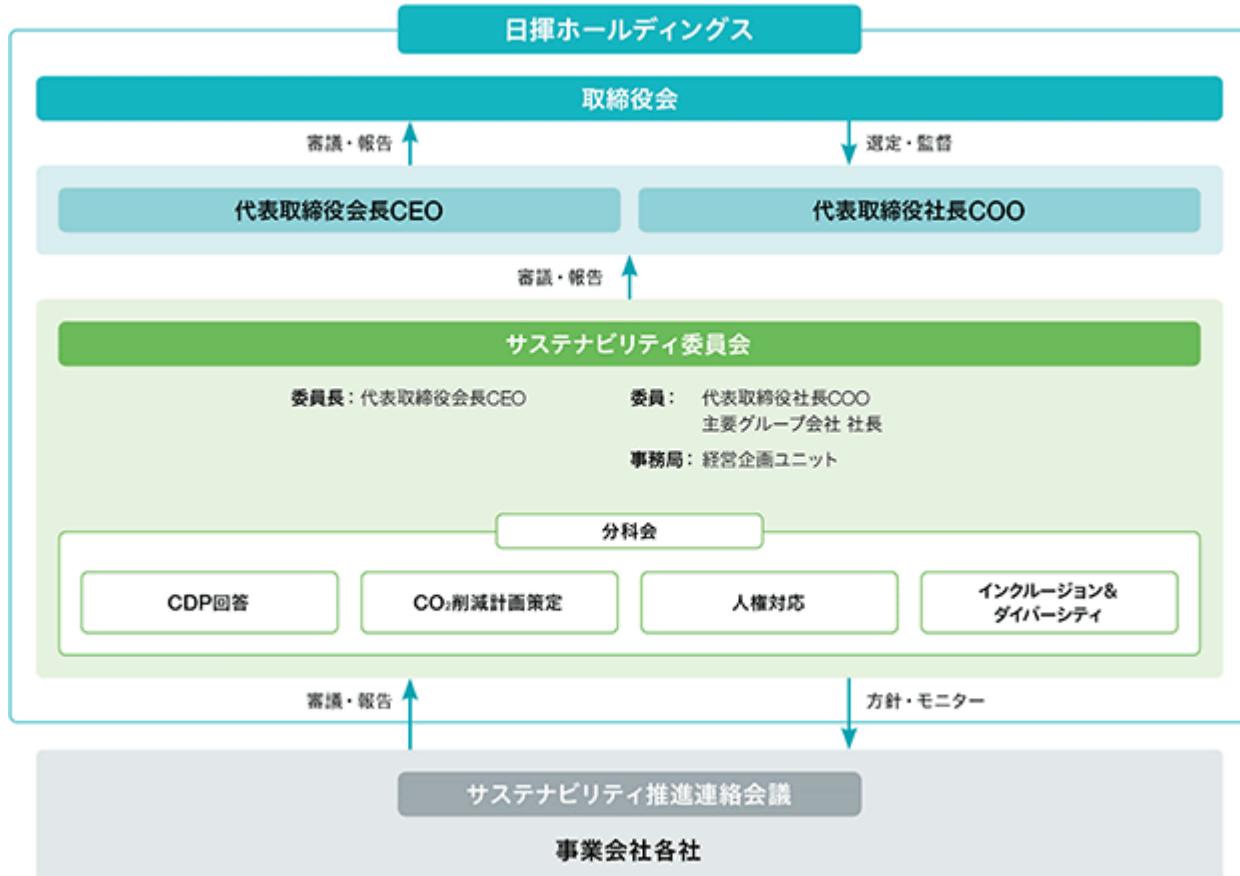 日揮ホールディングス
取締役会
審議・報告
選定・監督
代表取締役会長CEO
代表取締役社長COO
審議・報告
サステナビリティ委員会
委員長：代表取締役会長CEO
委員： 代表取締役社長COO
主要グループ会社 社長
事務局：経営企画ユニット
分科会
CDP回答
CO₂削減計画策定
人権対応
インクルージョン&
ダイバーシティ
審議・報告
方針・モニター
サステナビリティ推進連絡会議
事業会社各社